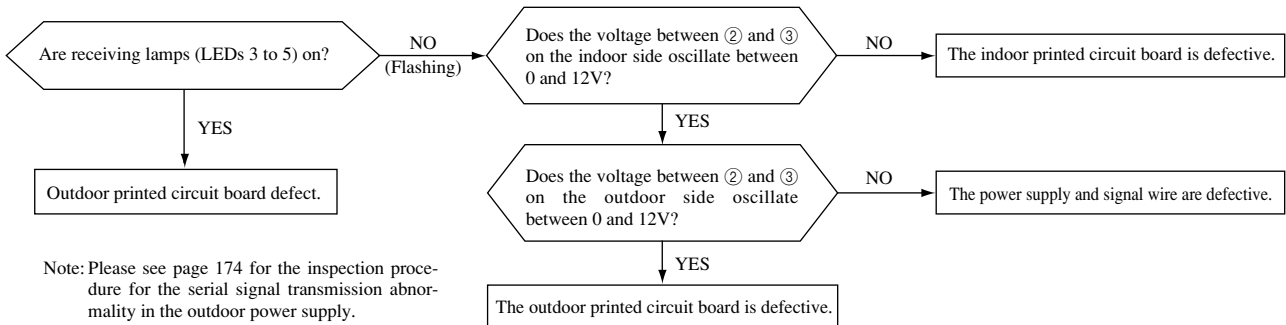 Are receiving lamps (LEDs 3 to 5) on?
NO
(Flashing)
Does the voltage between ② and ③
on the indoor side oscillate between
0 and 12V?
NO
The indoor printed circuit board is defective.
YES
YES
Outdoor printed circuit board defect.
Does the voltage between ② and ③
on the outdoor side oscillate
between 0 and 12V?
NO
The power supply and signal wire are defective.
YES
Note: Please see page 174 for the inspection proce-
dure for the serial signal transmission abnor-
mality in the outdoor power supply.
The outdoor printed circuit board is defective.